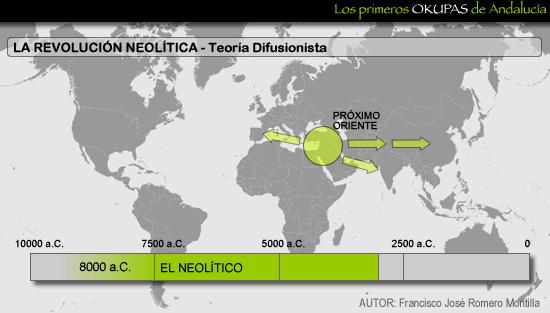 Los primeros OKUPAS de Andalucía
LA REVOLUCIÓN NEOLÍTICA - Teoría Difusionista
PRÓXIMO
ORIENTE
10000 a.C. 7500 a.C. 5000 a.C. 2500 a.C. 0
8000 a.C. EL NEOLÍTICO
AUTOR: Francisco José Romero Montilla